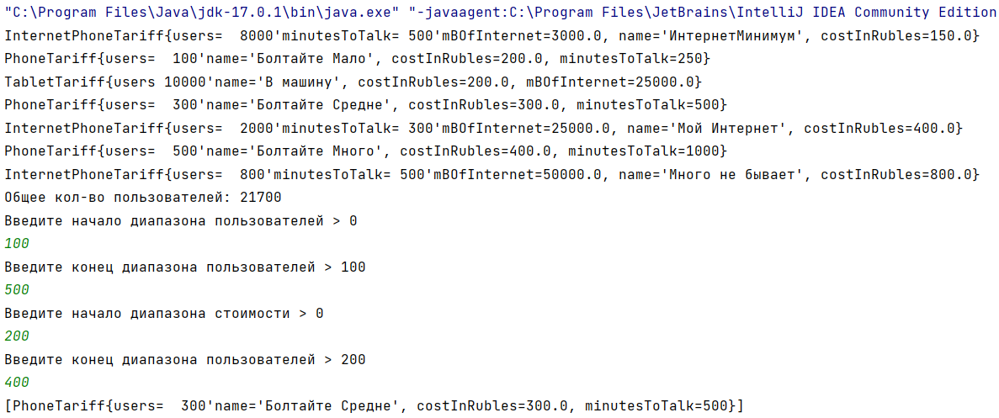 "C:\Program Files\Java\jdk-17.0.1\bin\java.exe" "-javaagent:C:\Program Files\JetBrains\IntelliJ IDEA Community Edition
InternetPhoneTariff{users=  8000'minutesToTalk= 500'mBOfInternet=3000.0, name='ИнтернетМинимум', costInRubles=150.0}
PhoneTariff{users=  100'name='Болтайте Мало', costInRubles=200.0, minutesToTalk=250}
TabletTariff{users 10000'name='В машину', costInRubles=200.0, mBOfInternet=25000.0}
PhoneTariff{users=  300'name='Болтайте Средне', costInRubles=300.0, minutesToTalk=500}
InternetPhoneTariff{users=  2000'minutesToTalk= 300'mBOfInternet=25000.0, name='Мой Интернет', costInRubles=400.0}
PhoneTariff{users=  500'name='Болтайте Много', costInRubles=400.0, minutesToTalk=1000}
InternetPhoneTariff{users=  800'minutesToTalk= 500'mBOfInternet=50000.0, name='Много не бывает', costInRubles=800.0}
Общее кол-во пользователей: 21700
Введите начало диапазона пользователей > 0
100
Введите конец диапазона пользователей > 100
500
Введите начало диапазона стоимости > 0
200
Введите конец диапазона пользователей > 200
400
[PhoneTariff{users=  300'name='Болтайте Средне', costInRubles=300.0, minutesToTalk=500}]